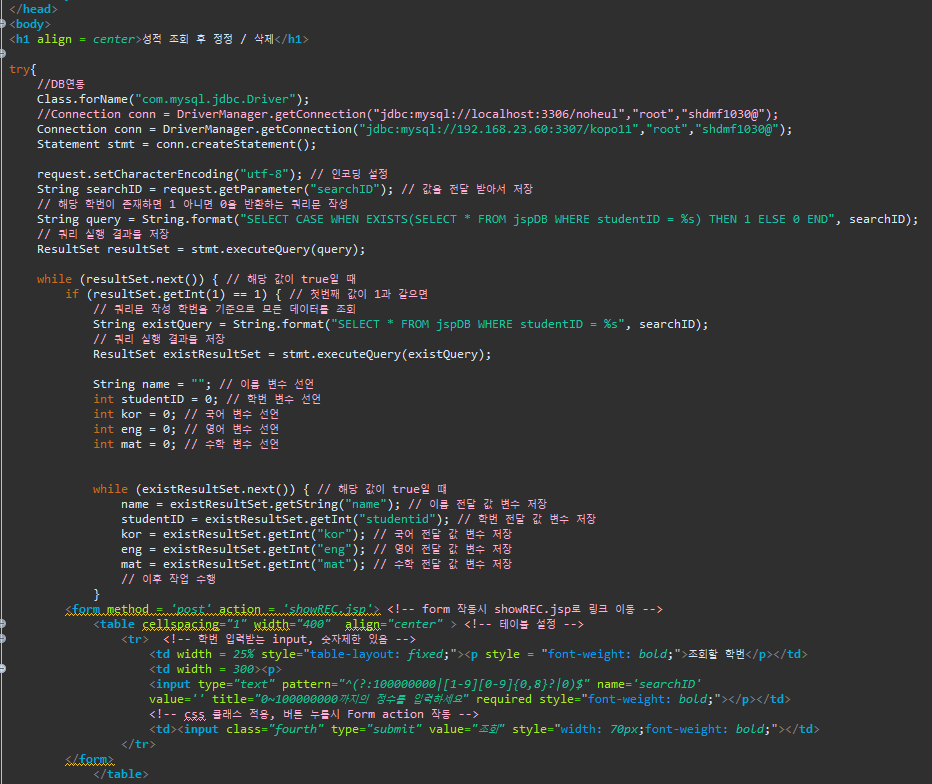 </head>
<body>
<h1 align = center>성적 조회 후 정정 / 삭제</h1>
try{
//DB연동
Class.forName("com.mysql.jdbc.Driver");
//Connection conn = DriverManager.getConnection("jdbc:mysql://localhost:3306/noheul","root","shdmf1030@");
Connection conn = DriverManager.getConnection("jdbc:mysql://192.168.23.60:3307/kopo11","root","shdmf1030@");
Statement stmt = conn.createStatement();
request.setCharacterEncoding("utf-8"); // 인코딩 설정
String searchID = request.getParameter("searchID"); // 값을 전달 받아서 저장
// 해당 학번이 존재하면 1 아니면 0을 반환하는 쿼리문 작성
String query = String.format("SELECT CASE WHEN EXISTS(SELECT * FROM jspDB WHERE studentID = %s) THEN 1 ELSE 0 END", searchID);
// 쿼리 실행 결과를 저장
ResultSet resultSet = stmt.executeQuery(query);
while (resultSet.next()) { // 해당 값이 true일 때
if (resultSet.getInt(1) == 1) { // 첫번째 값이 1과 같으면
// 쿼리문 작성 학번을 기준으로 모든 데이터를 조회
String existQuery = String.format("SELECT * FROM jspDB WHERE studentID = %s", searchID);
// 쿼리 실행 결과를 저장
ResultSet existResultSet = stmt.executeQuery(existQuery);
String name = ""; // 이름 변수 선언
int studentID = 0; // 학번 변수 선언
int kor = 0; // 국어 변수 선언
int eng = 0; // 영어 변수 선언
int mat = 0; // 수학 변수 선언
while (existResultSet.next()) { // 해당 값이 true일 때
name = existResultSet.getString("name"); // 이름 전달 값 변수 저장
studentID = existResultSet.getInt("studentid"); // 학번 전달 값 변수 저장
kor = existResultSet.getInt("kor"); // 국어 전달 값 변수 저장
eng = existResultSet.getInt("eng"); // 영어 전달 값 변수 저장
mat = existResultSet.getInt("mat"); // 수학 전달 값 변수 저장
// 이후 작업 수행
}
<form method = 'post' action = 'showREC.jsp'> <!-- form 작동시 showREC.jsp로 링크 이동 -->
<table cellspacing="1" width="400" align="center" > <!-- 테이블 설정 -->
<tr> <!-- 학번 입력받는 input, 숫자제한 있음 -->
<td width = 25% style="table-layout: fixed;"><p style = "font-weight: bold;">조회할 학번</p></td>
<td width = 300><p>
<input type="text" pattern="^(?:100000000|[1-9][0-9]{0,8}?|0)$" name='searchID'
value='' title="0~100000000까지의 정수를 입력하세요" required style="font-weight: bold;"></p></td>
<!-- css 클래스 적용, 버튼 누를시 Form action 작동 -->
<td><input class="fourth" type="submit" value="조회" style="width: 70px;font-weight: bold;"></td>
</tr>
</form>
</table>